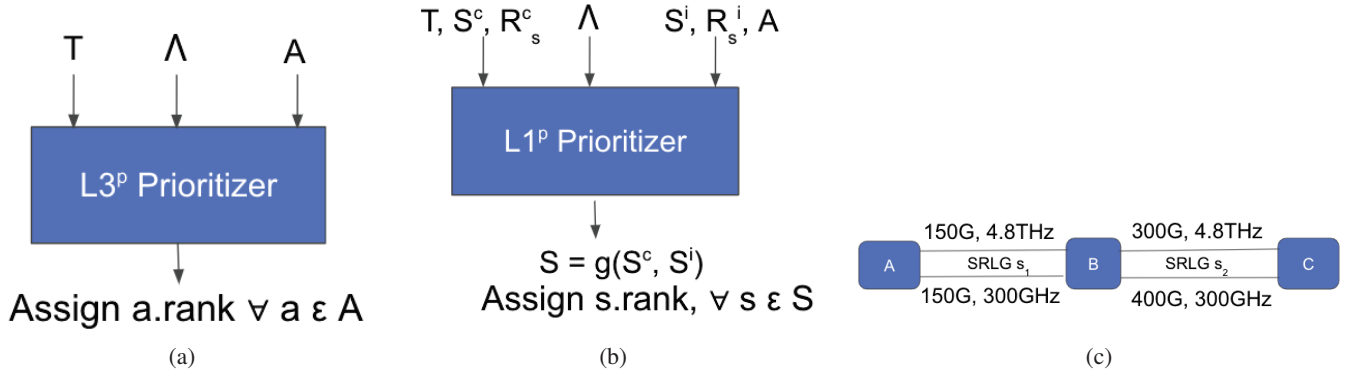 T
Λ
A
L3ᵖ Prioritizer
Assign a.rank ∀ a ε A
(a)
T, Sᶜ, Rₛᶜ
Λ
Sⁱ, Rₛⁱ, A
L1ᵖ Prioritizer
S = g(Sᶜ, Sⁱ)
Assign s.rank, ∀ s ε S
(b)
150G, 4.8THz
300G, 4.8THz
A
SRLG s₁
B
SRLG s₂
C
150G, 300GHz
400G, 300GHz
(c)